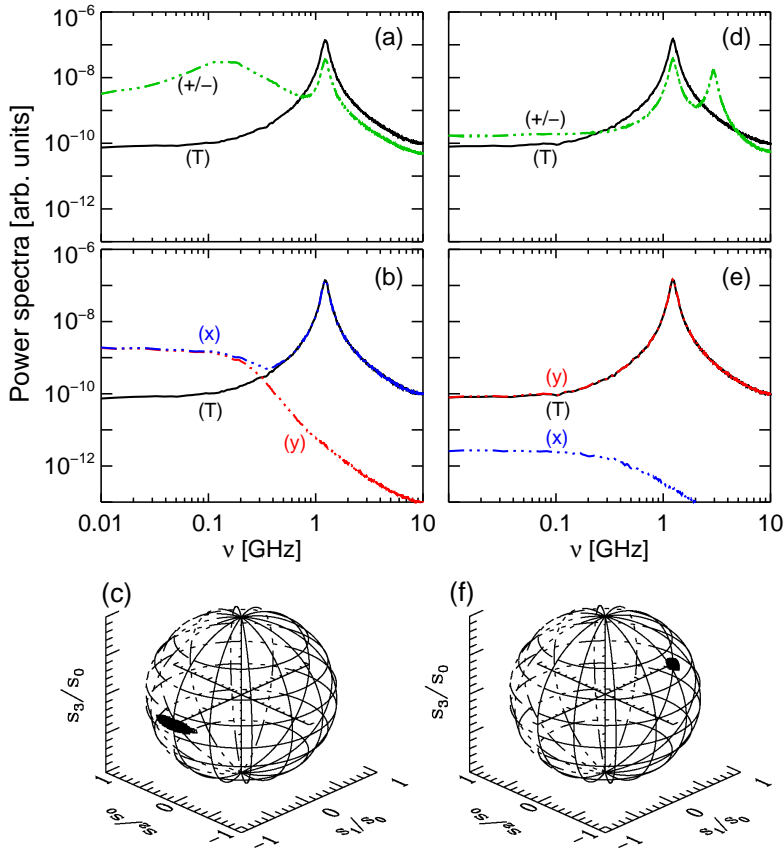 Power spectra [arb. units]
10⁻⁶
10⁻⁸
10⁻¹⁰
10⁻¹²
(a)
(+/−)
(T)
(d)
(+/−)
(T)
10⁻⁶
10⁻⁸
10⁻¹⁰
10⁻¹²
(b)
(x)
(T)
(y)
(e)
(y)
(T)
(x)
0.01 0.1 1 10
ν [GHz]
0.1 1 10
ν [GHz]
(c)
s₃/s₀
1 0 −1
s₂/s₀
−1 0 1
s₁/s₀
(f)
s₃/s₀
1 0 −1
s₂/s₀
−1 0 1
s₁/s₀